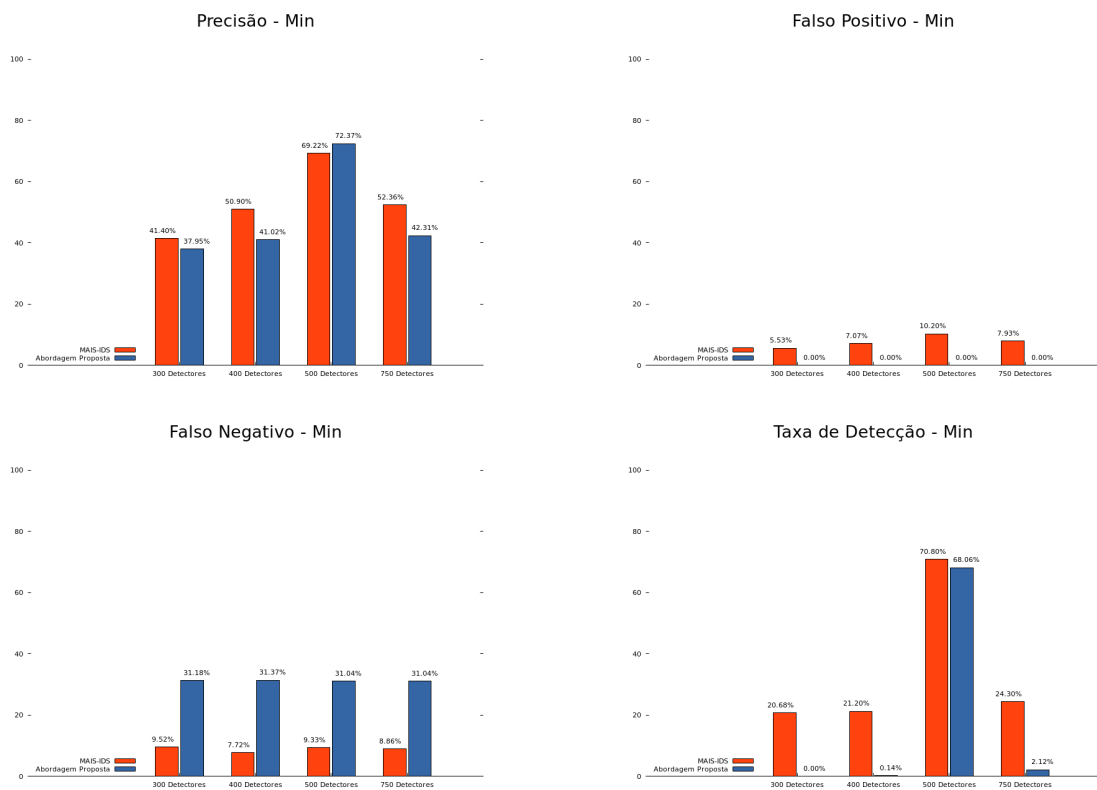 Precisão - Min
100
80
72.37%
69.22%
60
52.36%
50.90%
41.40%
37.95%
41.02%
42.31%
40
20
MAIS-IDS
Abordagem Proposta
0
300 Detectores 400 Detectores 500 Detectores 750 Detectores
Falso Positivo - Min
100
80
60
40
20
10.20%
5.53%
7.07%
7.93%
MAIS-IDS
Abordagem Proposta
0.00% 0.00% 0.00% 0.00%
0
300 Detectores 400 Detectores 500 Detectores 750 Detectores
Falso Negativo - Min
100
80
60
40
31.18% 31.37% 31.04% 31.04%
20
9.52% 7.72% 9.33% 8.86%
MAIS-IDS
Abordagem Proposta
0
300 Detectores 400 Detectores 500 Detectores 750 Detectores
Taxa de Detecção - Min
100
80
70.80%
68.06%
60
40
20.68% 21.20% 24.30%
20
MAIS-IDS
Abordagem Proposta
0.00% 0.14% 2.12%
0
300 Detectores 400 Detectores 500 Detectores 750 Detectores